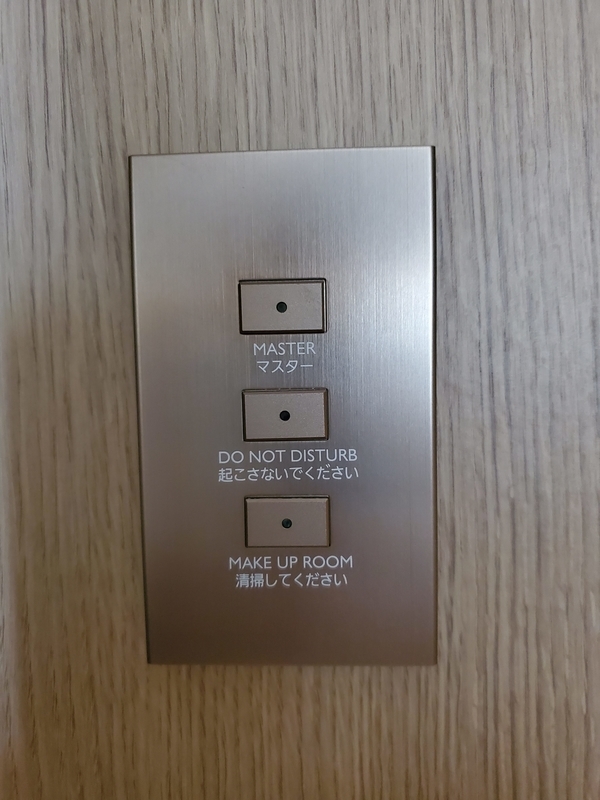 MASTER
マスター
DO NOT DISTURB
起こさないでください
MAKE UP ROOM
清掃してください